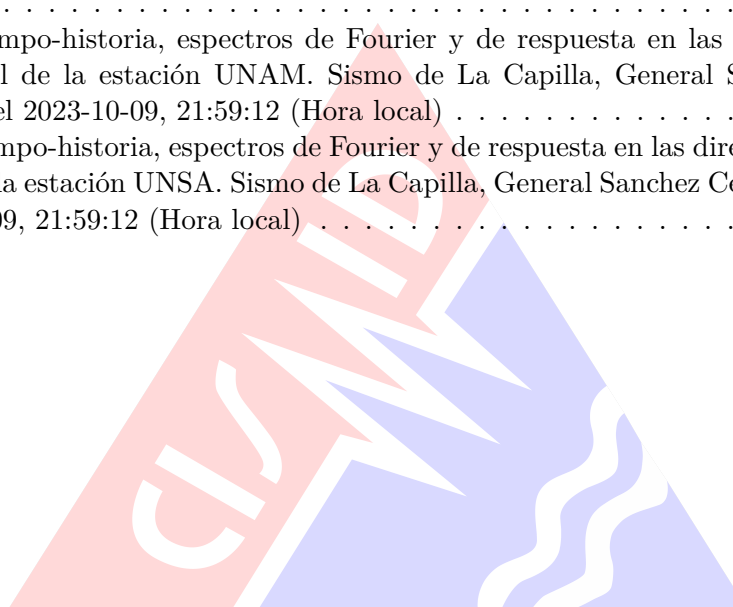 . . . . . . . . . . . . . . . . . . . . . . . . . . . . . . . . . . .
mpo-historia, espectros de Fourier y de respuesta en las
l de la estación UNAM. Sismo de La Capilla, General S
el 2023-10-09, 21:59:12 (Hora local) . . . . . . . . . . . . .
mpo-historia, espectros de Fourier y de respuesta en las dire
la estación UNSA. Sismo de La Capilla, General Sanchez Ce
09, 21:59:12 (Hora local) . . . . . . . . . . . . . . . . . . .
CISMID